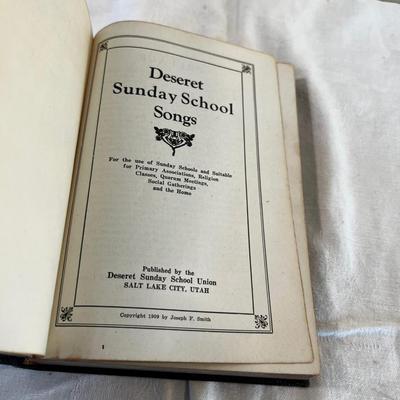 Deseret
Sunday School
Songs
For the use of Sunday Schools and Suitable
for Primary Associations, Religion
Classes, Quorum Meetings,
Social Gatherings
and the Home
Published by the
Deseret Sunday School Union
SALT LAKE CITY, UTAH
Copyright 1909 by Joseph F. Smith